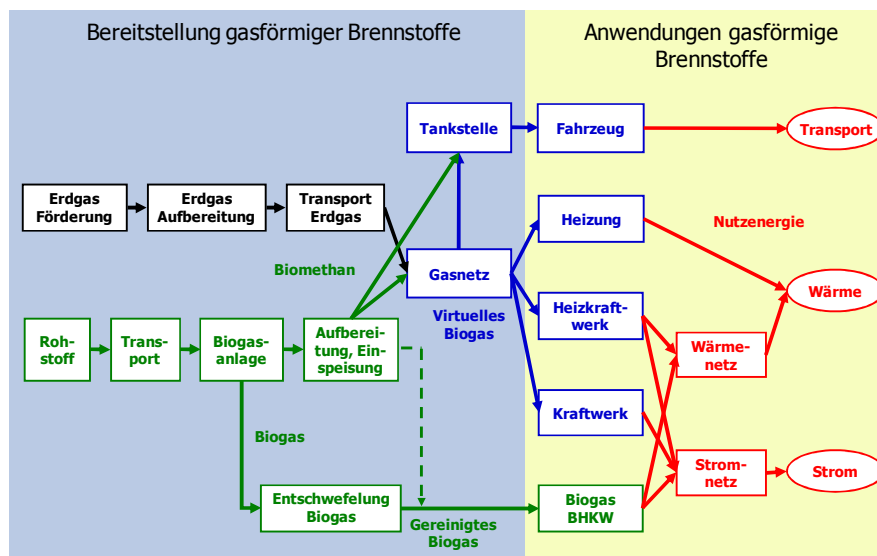 Bereitstellung gasförmiger Brennstoffe
Anwendungen gasförmige
Brennstoffe
Tankstelle
Fahrzeug
Transport
Erdgas
Förderung
Erdgas
Aufbereitung
Transport
Erdgas
Heizung
Nutzenergie
Biomethan
Gasnetz
Wärme
Virtuelles
Biogas
Heizkraft-
werk
Roh-
stoff
Trans-
port
Biogas-
anlage
Aufberei-
tung, Ein-
speisung
Wärme-
netz
Kraftwerk
Biogas
Strom-
netz
Strom
Entschwefelung
Biogas
Gereinigtes
Biogas
Biogas
BHKW